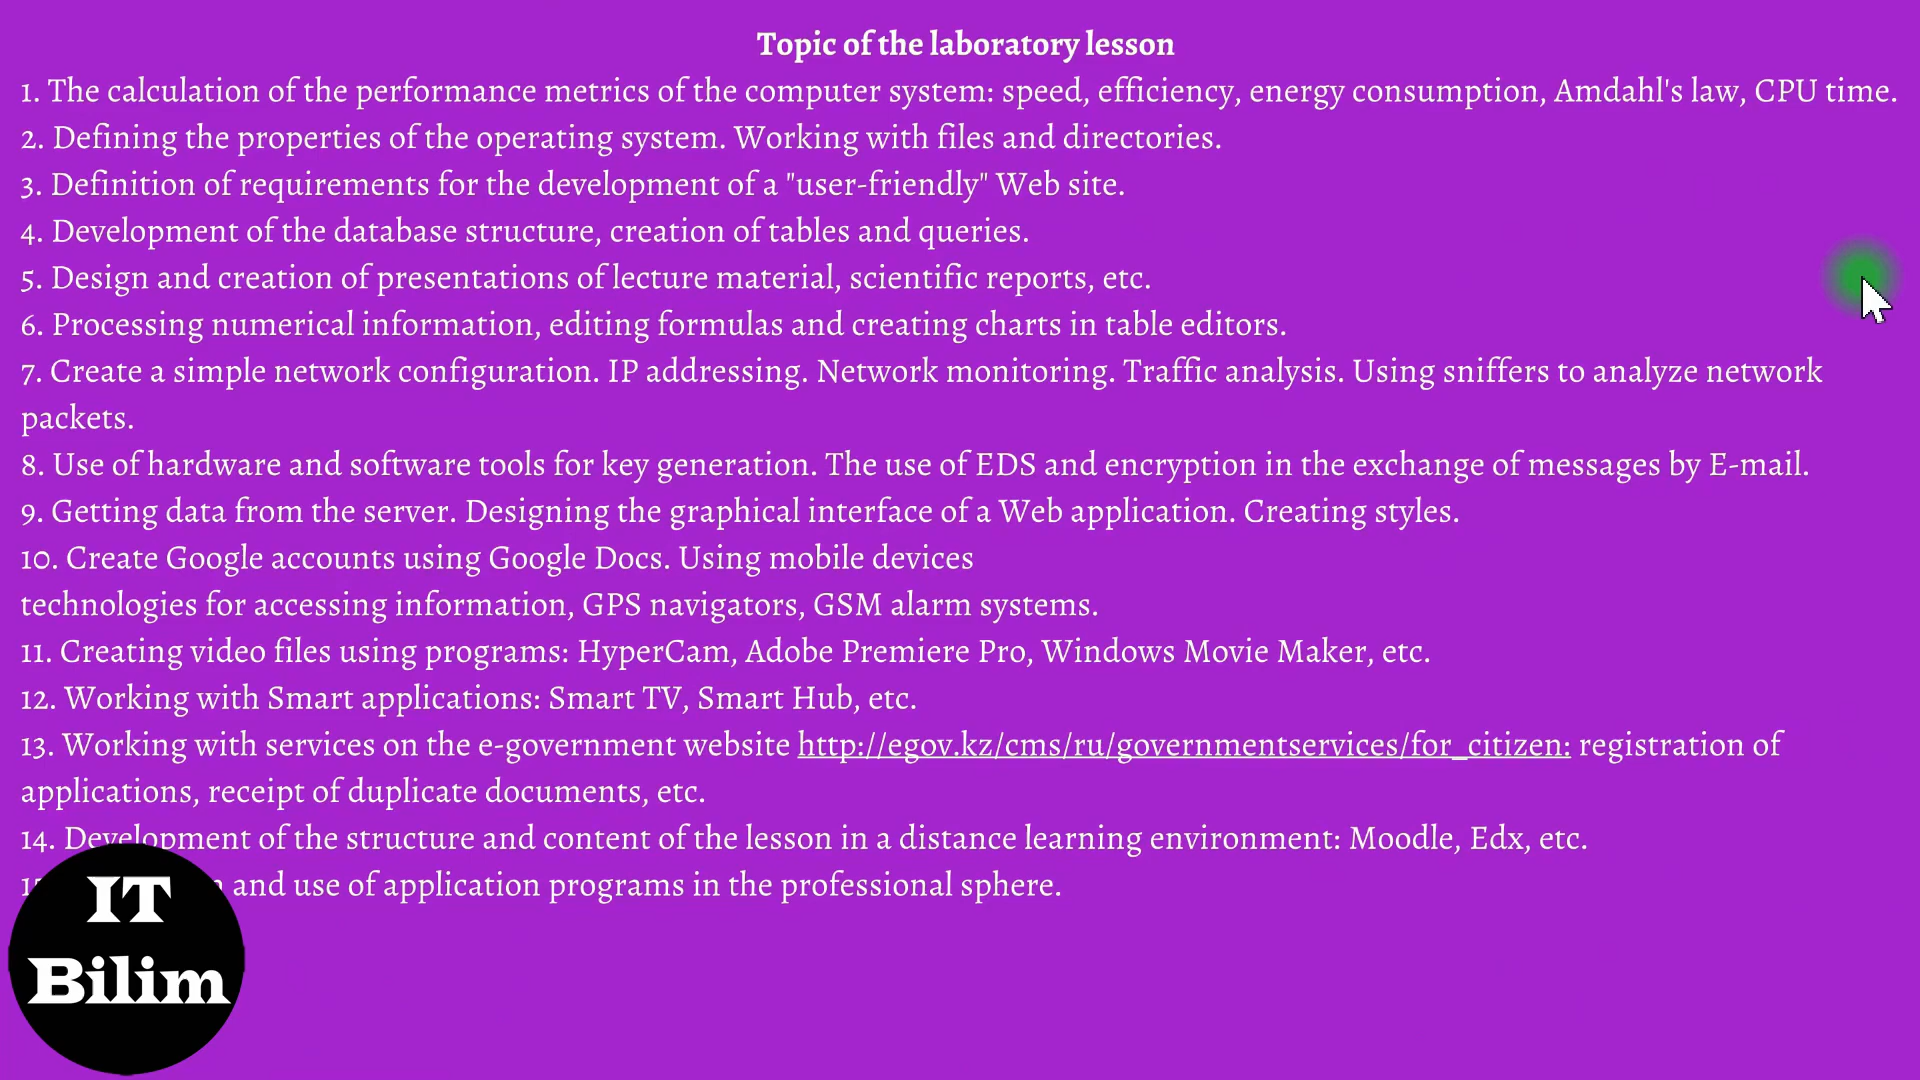 Topic of the laboratory lesson
1. The calculation of the performance metrics of the computer system: speed, efficiency, energy consumption, Amdahl's law, CPU time.
2. Defining the properties of the operating system. Working with files and directories.
3. Definition of requirements for the development of a "user-friendly" Web site.
4. Development of the database structure, creation of tables and queries.
5. Design and creation of presentations of lecture material, scientific reports, etc.
6. Processing numerical information, editing formulas and creating charts in table editors.
7. Create a simple network configuration. IP addressing. Network monitoring. Traffic analysis. Using sniffers to analyze network
packets.
8. Use of hardware and software tools for key generation. The use of EDS and encryption in the exchange of messages by E-mail.
9. Getting data from the server. Designing the graphical interface of a Web application. Creating styles.
10. Create Google accounts using Google Docs. Using mobile devices
technologies for accessing information, GPS navigators, GSM alarm systems.
11. Creating video files using programs: HyperCam, Adobe Premiere Pro, Windows Movie Maker, etc.
12. Working with Smart applications: Smart TV, Smart Hub, etc.
13. Working with services on the e-government website http://egov.kz/cms/ru/governmentservices/for_citizen: registration of
applications, receipt of duplicate documents, etc.
14. Development of the structure and content of the lesson in a distance learning environment: Moodle, Edx, etc.
and use of application programs in the professional sphere.
IT
Bilim